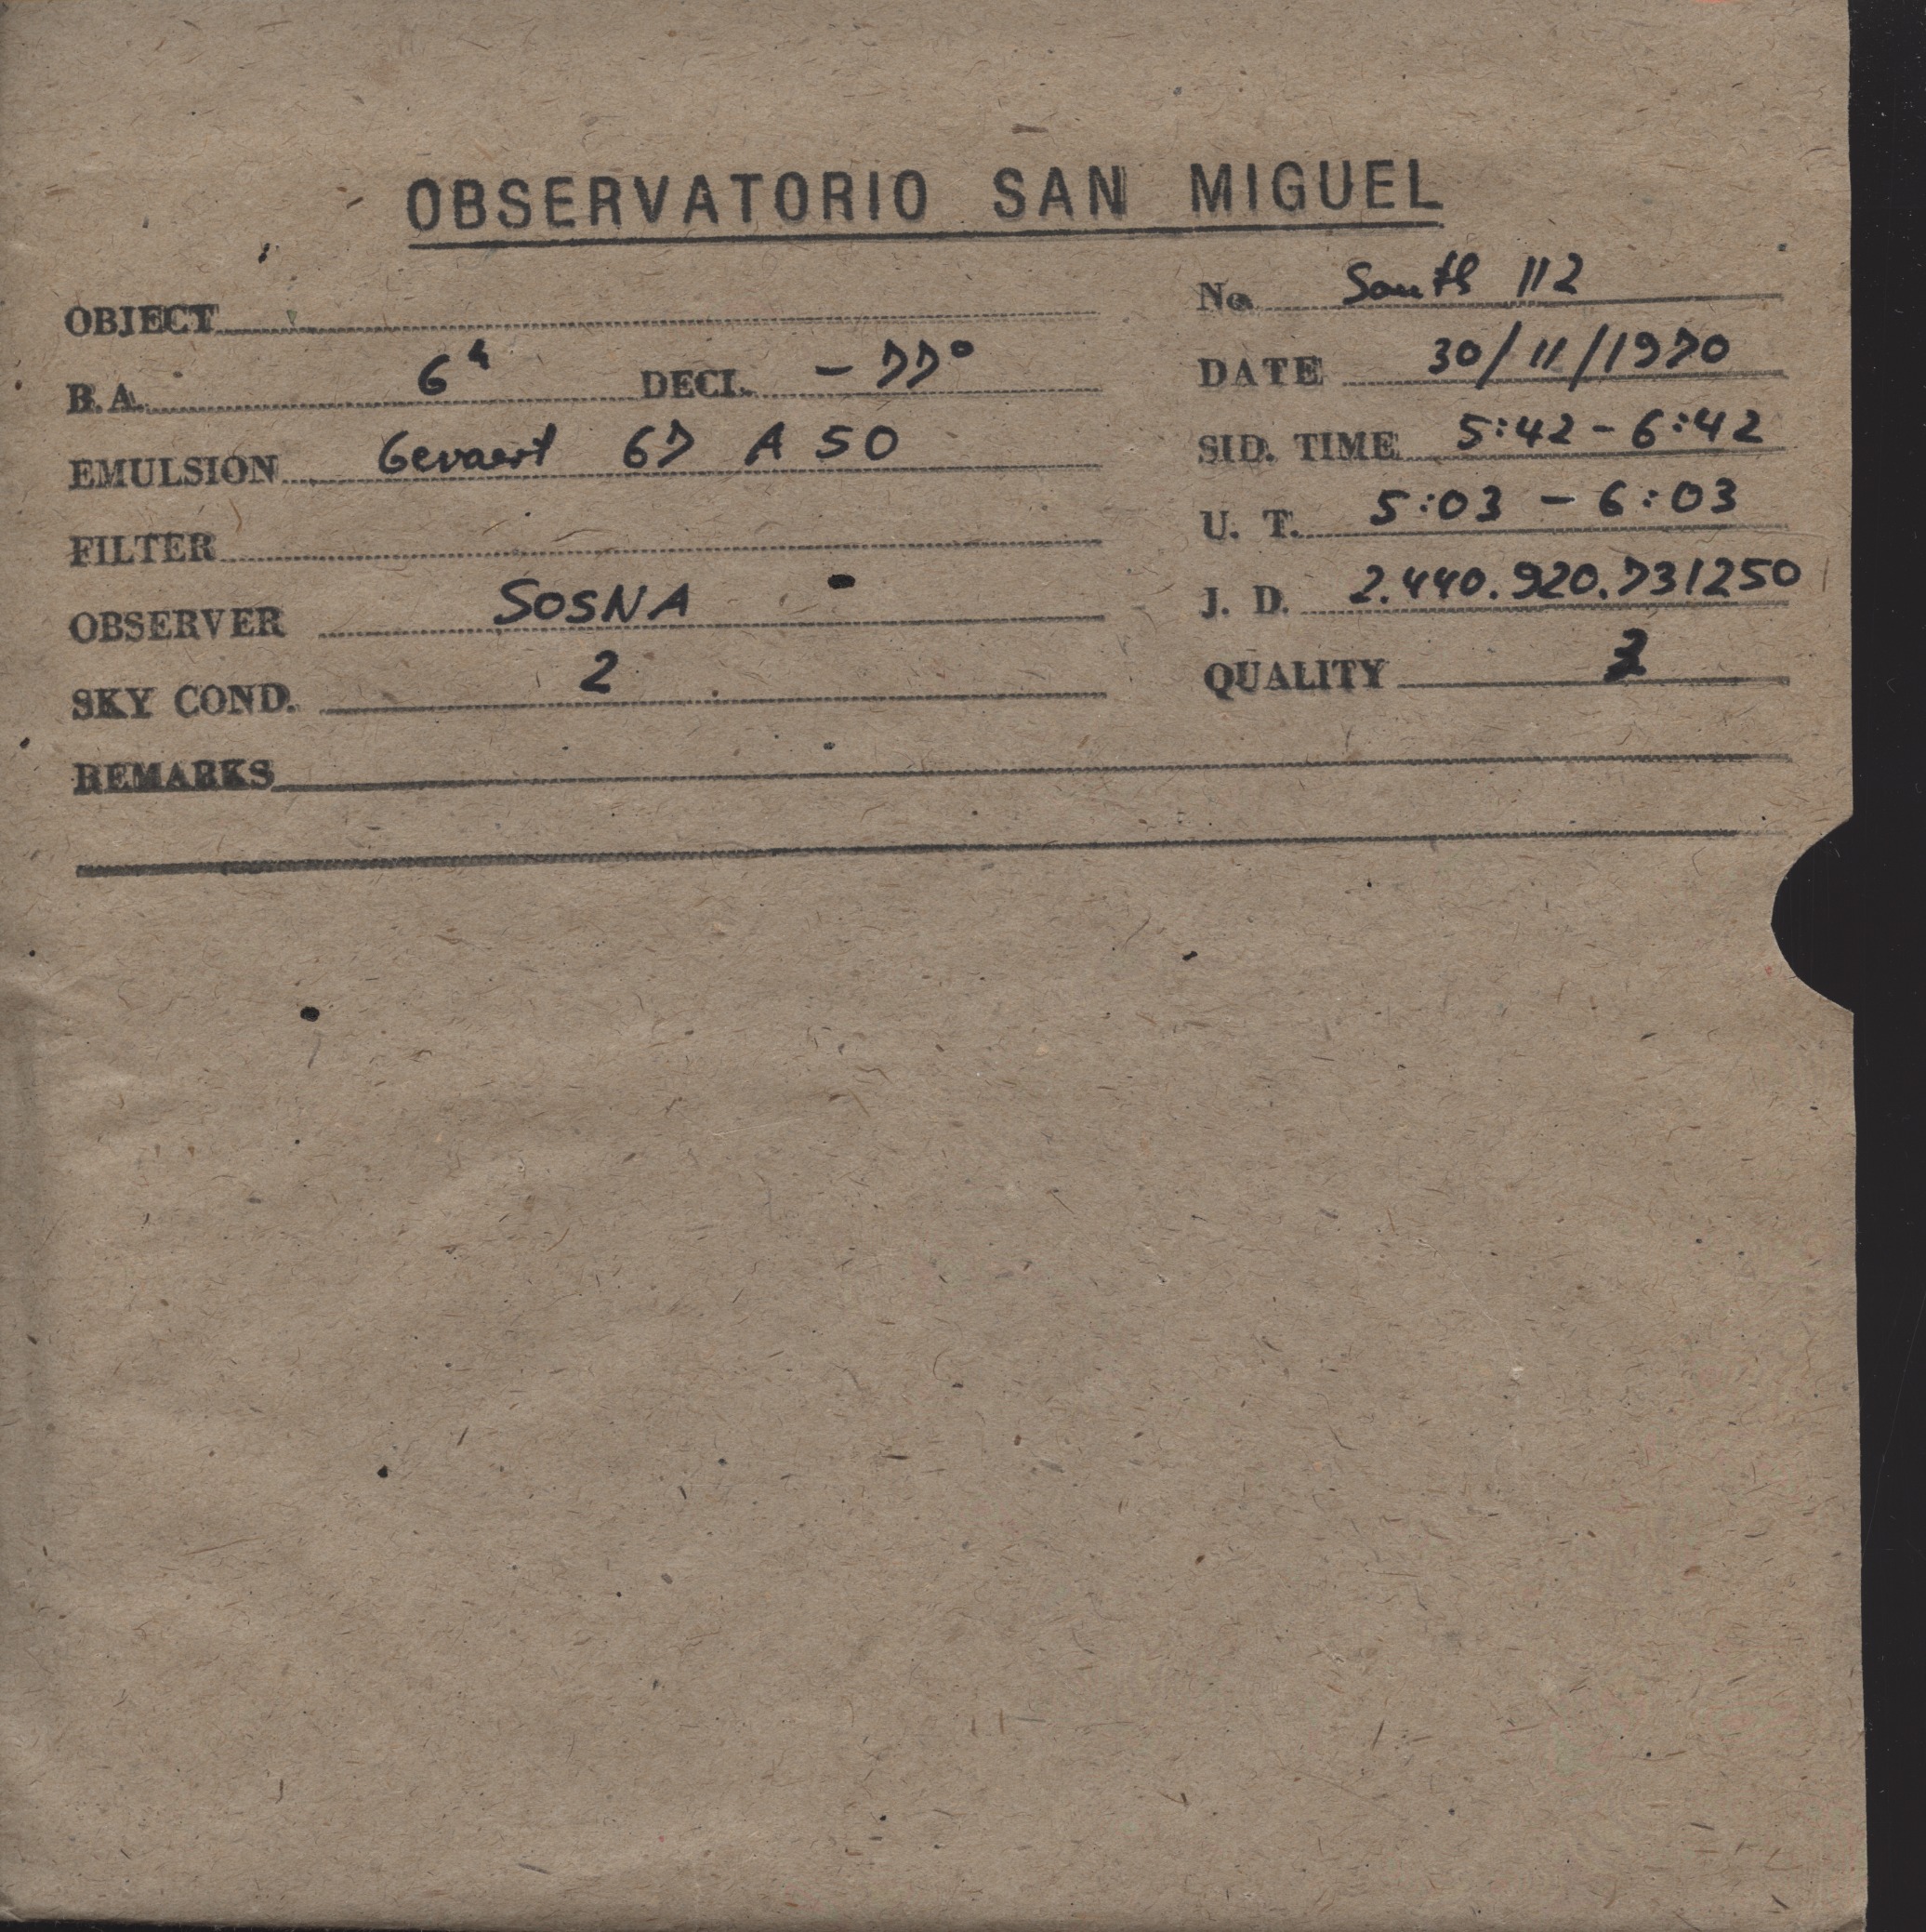 OBSERVATORIO SAN MIGUEL
OBJECT
No. South 112
R.A. 6h DECL. - 77°
DATE 30/11/1970
EMULSION Gevaert 67 A 50
SID. TIME 5:42 - 6:42
FILTER
U. T. 5:03 - 6:03
OBSERVER SOSNA
J. D. 2.440.920.731250
SKY COND. 2
QUALITY
REMARKS